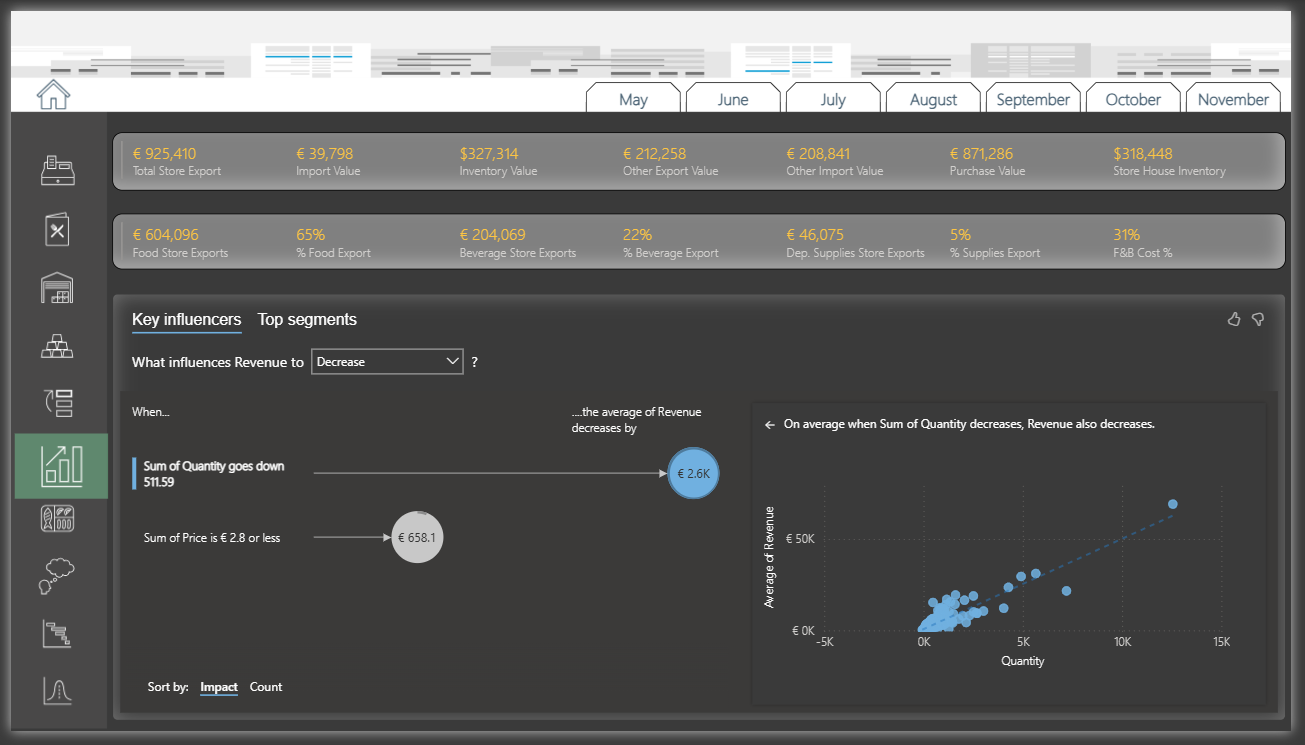 May June July August September October November
€ 925,410 € 39,798 $327,314 € 212,258 € 208,841 € 871,286 $318,448
Total Store Export Import Value Inventory Value Other Export Value Other Import Value Purchase Value Store House Inventory
€ 604,096 65% € 204,069 22% € 46,075 5% 31%
Food Store Exports % Food Export Beverage Store Exports % Beverage Export Dep. Supplies Store Exports % Supplies Export F&B Cost %
Key influencers Top segments
What influences Revenue to Decrease ?
When...
....the average of Revenue
decreases by
Sum of Quantity goes down
511.59
€ 2.6K
Sum of Price is € 2.8 or less
€ 658.1
Sort by: Impact Count
On average when Sum of Quantity decreases, Revenue also decreases.
Average of Revenue
€ 50K
€ 0K
-5K 0K 5K 10K 15K
Quantity